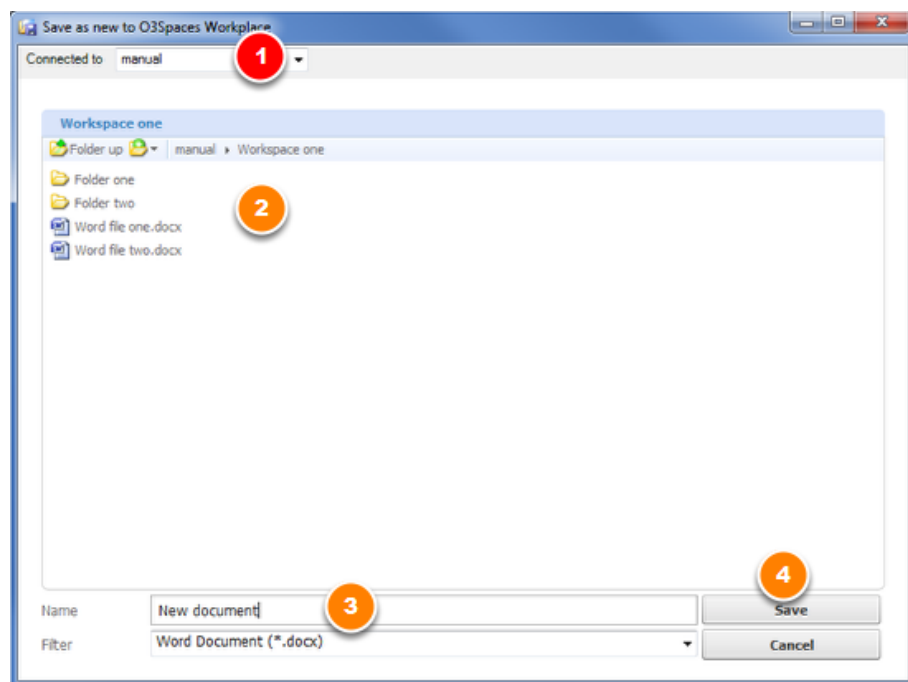 Save as new to O3Spaces Workplace
Connected to manual 1
Workspace one
Folder up manual Workspace one
Folder one
Folder two
2
Word file one.docx
Word file two.docx
4
Name New document 3 Save
Filter Word Document (*.docx) Cancel